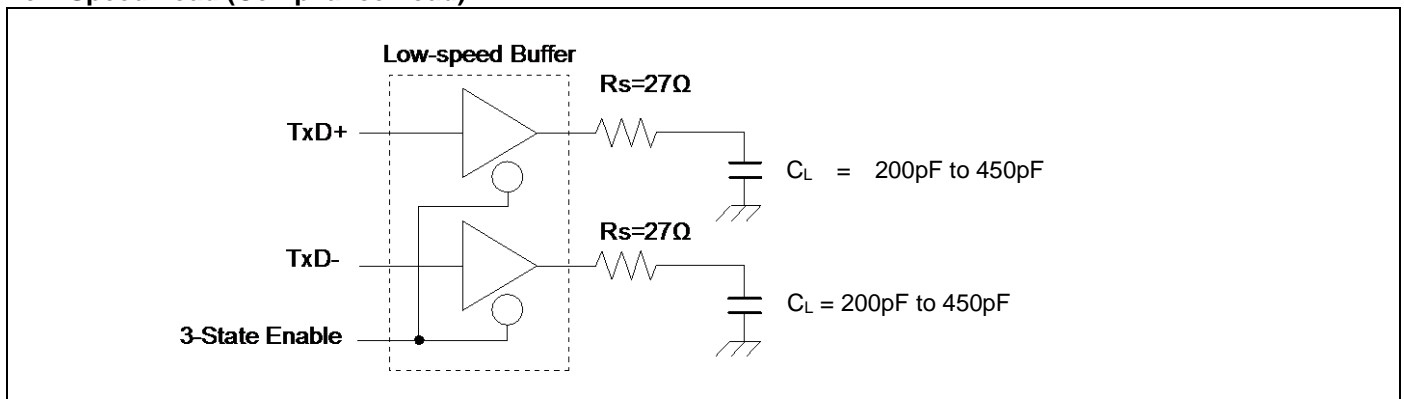 Low-speed Buffer
Rs=27Ω
TxD+
CL = 200pF to 450pF
Rs=27Ω
TxD-
CL = 200pF to 450pF
3-State Enable